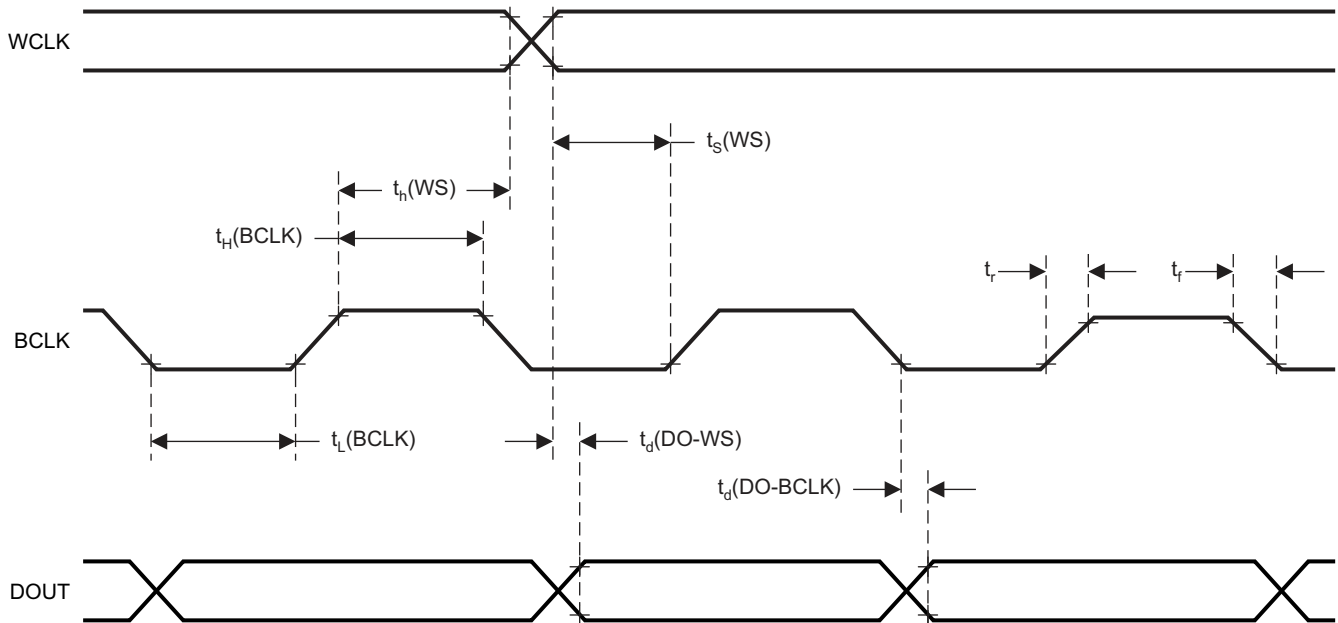 WCLK
tS(WS)
th(WS)
tH(BCLK)
tr
tf
BCLK
tL(BCLK)
td(DO-WS)
td(DO-BCLK)
DOUT